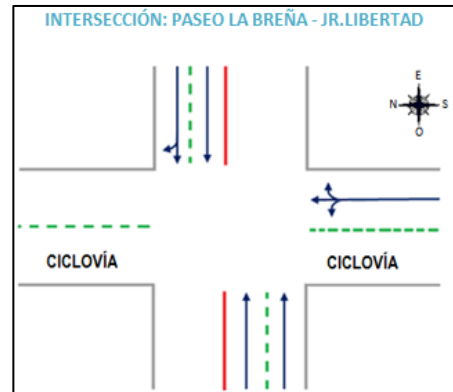 INTERSECCIÓN: PASEO LA BREÑA - JR.LIBERTAD
E
N S
O
CICLOVÍA CICLOVÍA